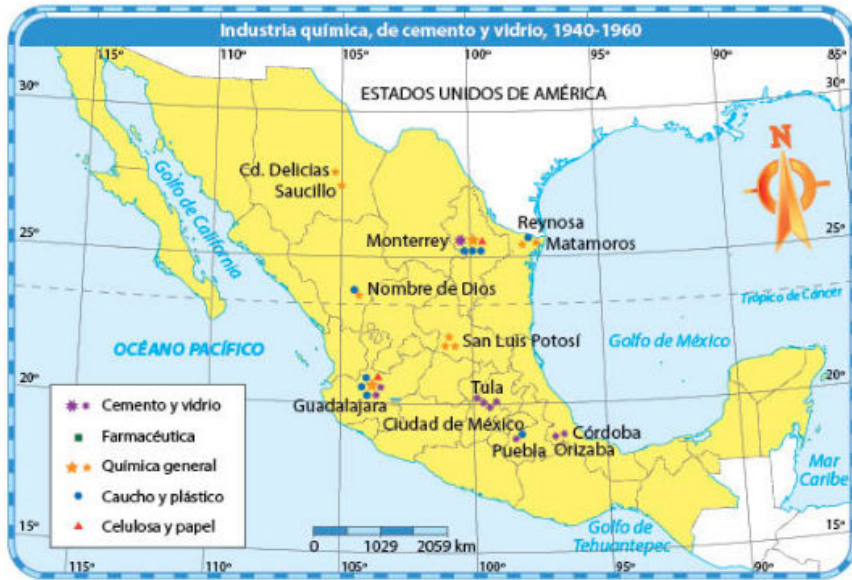 Industria química, de cemento y vidrio, 1940-1960
115° 110° 105° 100° 95° 90° 85°
30°
30°
ESTADOS UNIDOS DE AMÉRICA
N
Golfo de California
Cd. Delicias
Saucillo
Reynosa
25°
Monterrey
Matamoros
25°
Nombre de Dios
Trópico de Cáncer
OCÉANO PACÍFICO
San Luis Potosí
Golfo de México
20°
20°
Cemento y vidrio
Guadalajara
Tula
Ciudad de México
Córdoba
Farmacéutica
Puebla
Orizaba
Química general
Mar
Caribe
Caucho y plástico
Celulosa y papel
15°
Golfo de
Tehuantepec
15°
0 1029 2059 km
115° 110° 105° 100° 95° 90°